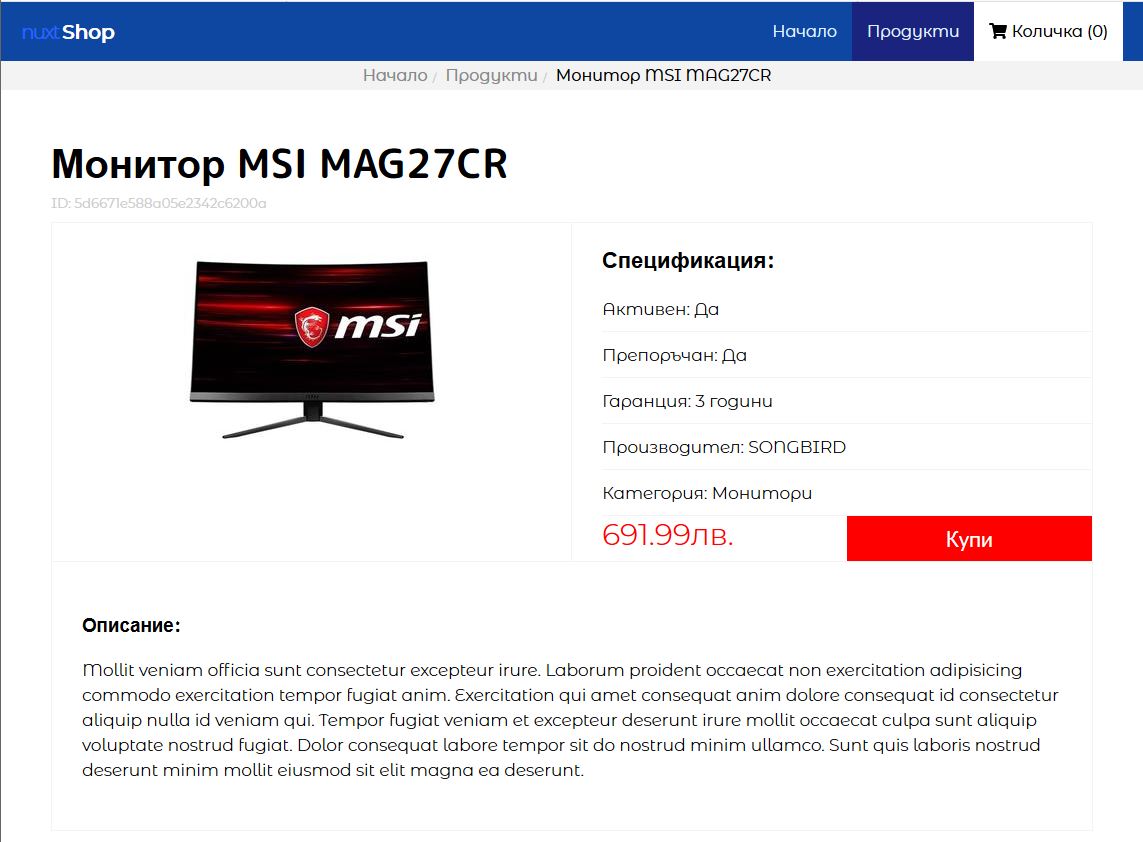 nuxtShop
Начало
Продукти
Количка (0)
Начало / Продукти / Монитор MSI MAG27CR
Монитор MSI MAG27CR
ID: 5d6671e588a05e2342c6200a
msi
Спецификация:
Активен: Да
Препоръчан: Да
Гаранция: 3 години
Производител: SONGBIRD
Категория: Монитори
691.99лв.
Купи
Описание:
Mollit veniam officia sunt consectetur excepteur irure. Laborum proident occaecat non exercitation adipisicing
commodo exercitation tempor fugiat anim. Exercitation qui amet consequat anim dolore consequat id consectetur
aliquip nulla id veniam qui. Tempor fugiat veniam et excepteur deserunt irure mollit occaecat culpa sunt aliquip
voluptate nostrud fugiat. Dolor consequat labore tempor sit do nostrud minim ullamco. Sunt quis laboris nostrud
deserunt minim mollit eiusmod sit elit magna ea deserunt.